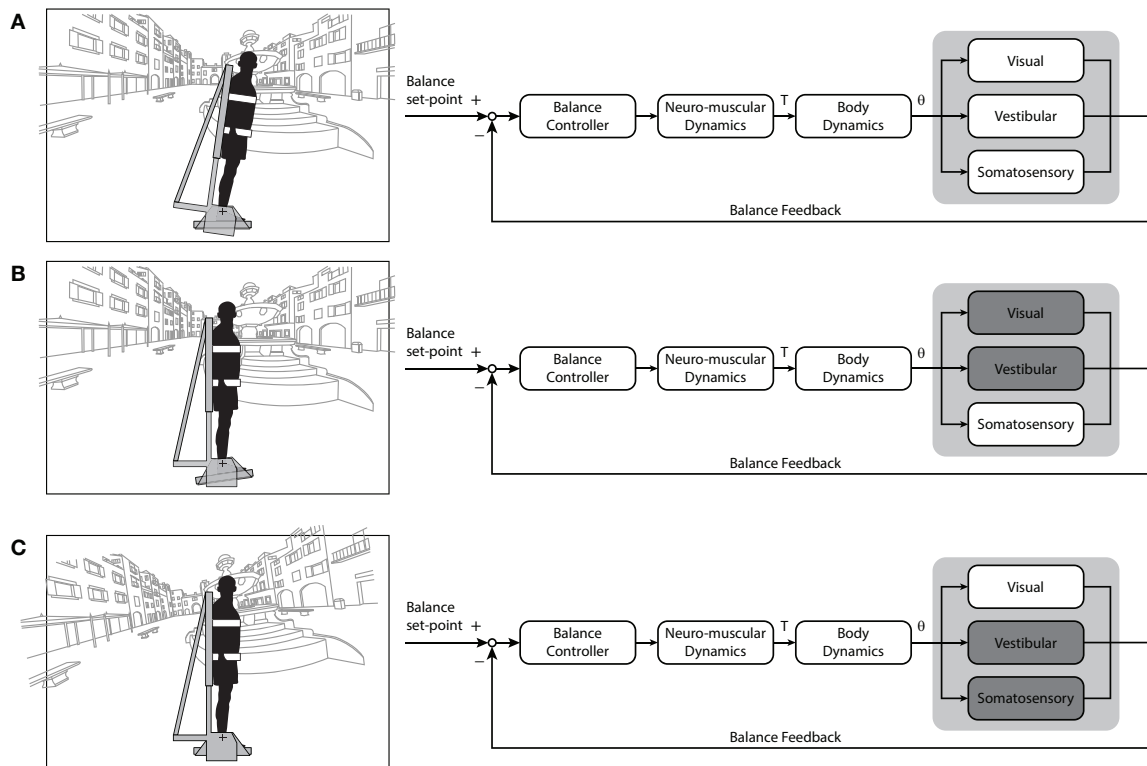 A
Balance
set-point
+
−
Balance
Controller
Neuro-muscular
Dynamics
T
Body
Dynamics
θ
Visual
Vestibular
Somatosensory
Balance Feedback
B
Balance
set-point
+
−
Balance
Controller
Neuro-muscular
Dynamics
T
Body
Dynamics
θ
Visual
Vestibular
Somatosensory
Balance Feedback
C
Balance
set-point
+
−
Balance
Controller
Neuro-muscular
Dynamics
T
Body
Dynamics
θ
Visual
Vestibular
Somatosensory
Balance Feedback